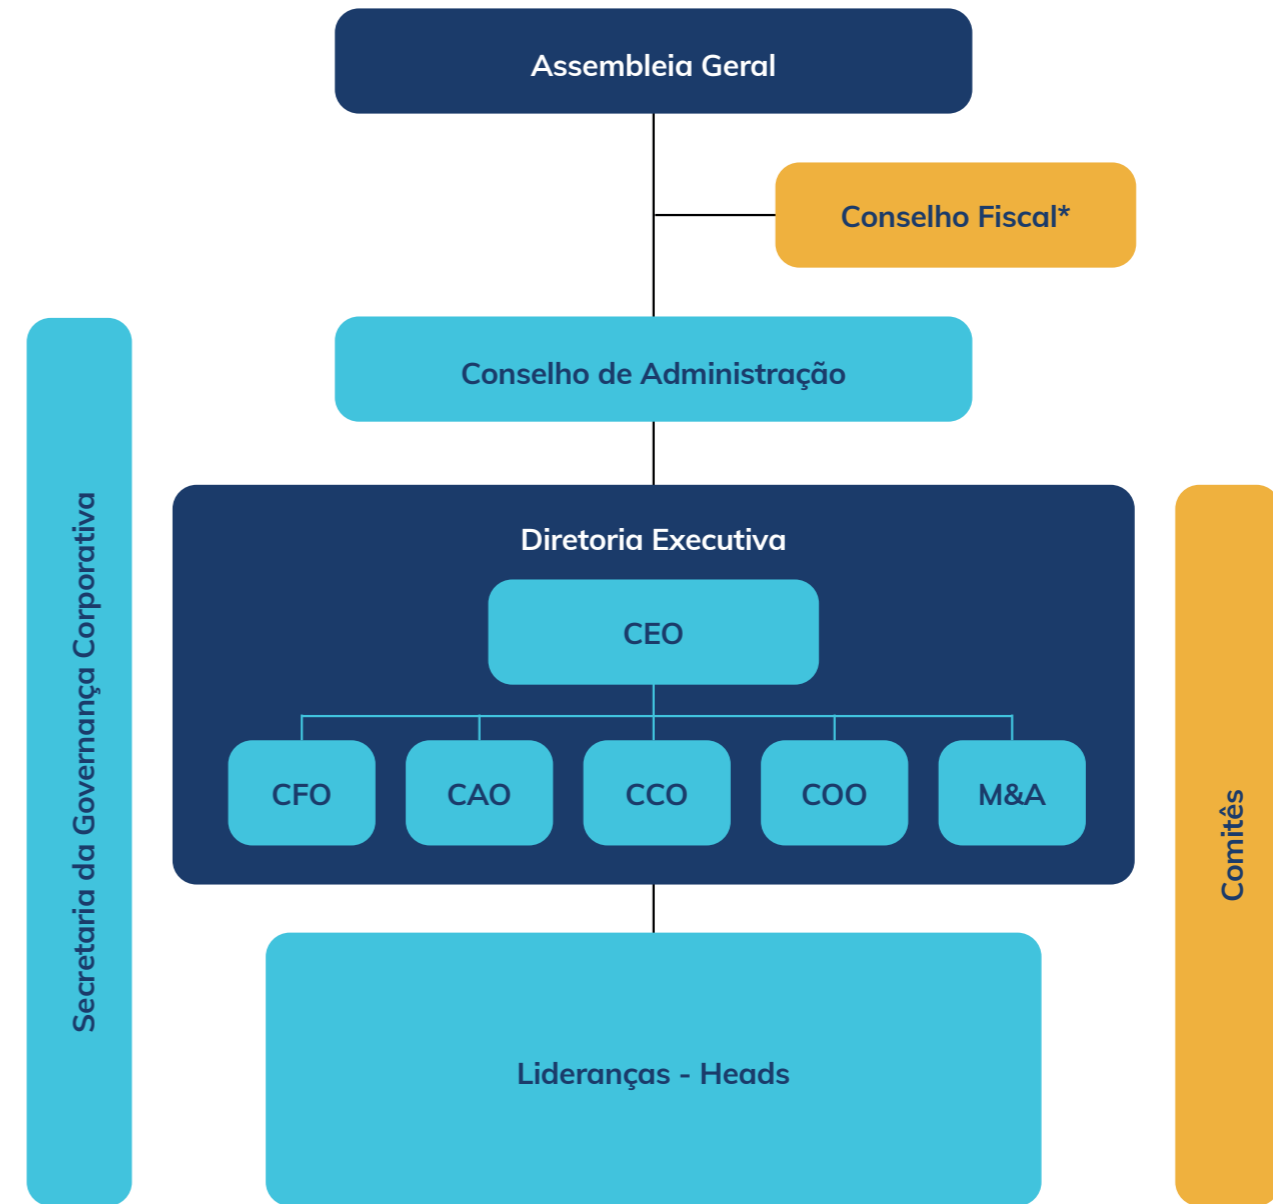 Assembleia Geral
Conselho Fiscal*
Conselho de Administração
Secretaria da Governança Corporativa
Diretoria Executiva
CEO
CFO
CAO
CCO
COO
M&A
Comitês
Lideranças - Heads